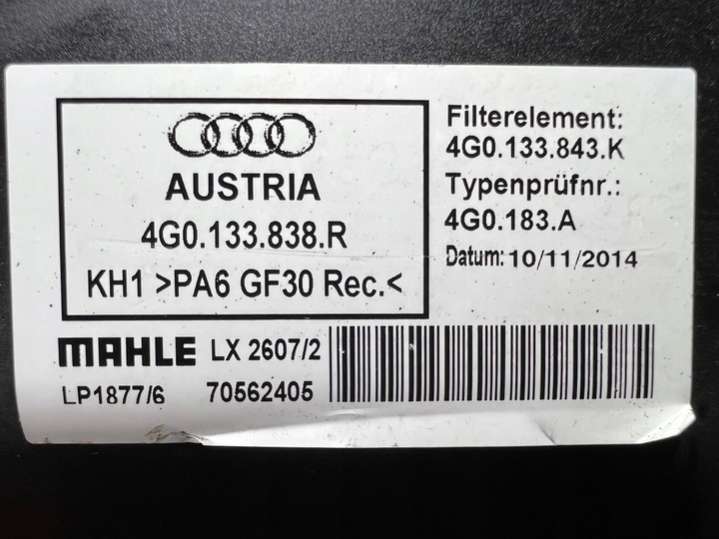 AUSTRIA
4G0.133.838.R
KH1 >PA6 GF30 Rec.<
Filterelement:
4G0.133.843.K
Typenprüfnr.:
4G0.183.A
Datum: 10/11/2014
MAHLE LX 2607/2
LP1877/6 70562405